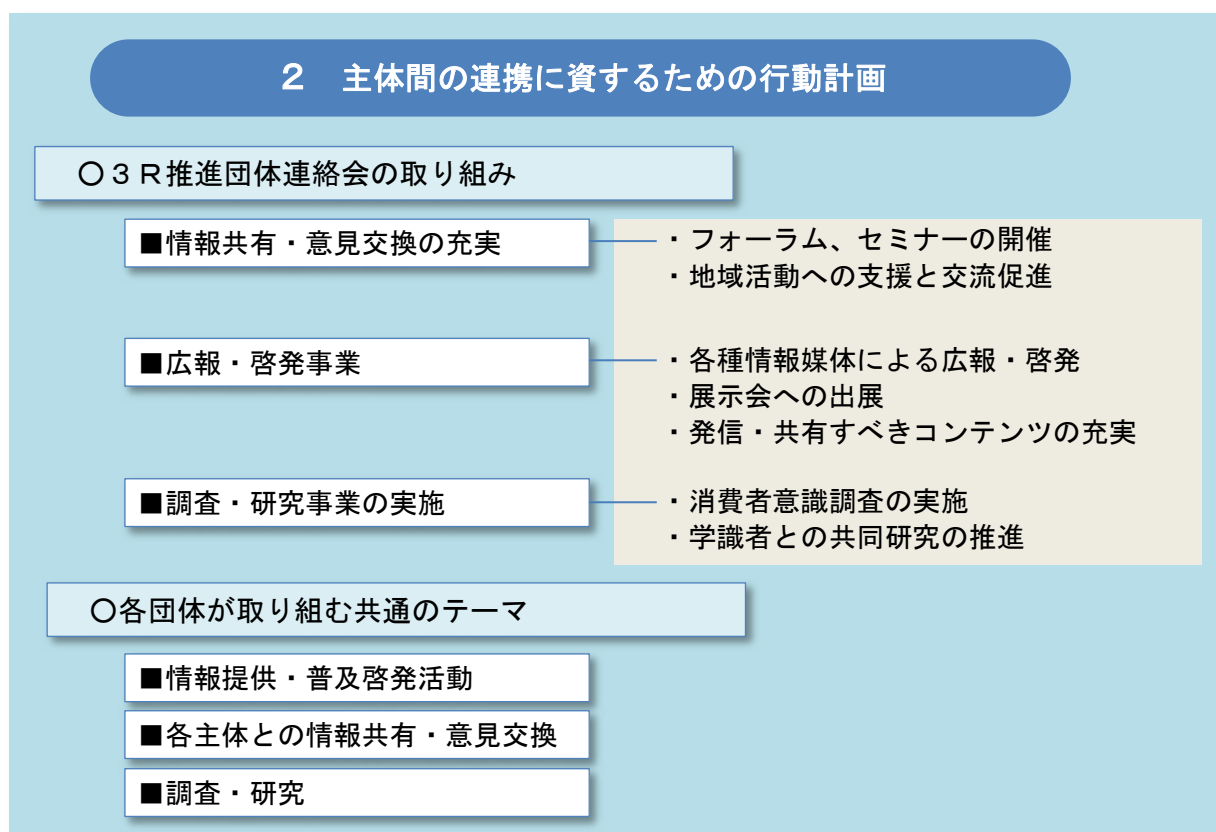 ２　主体間の連携に資するための行動計画
〇３Ｒ推進団体連絡会の取り組み
■情報共有・意見交換の充実
・フォーラム、セミナーの開催
・地域活動への支援と交流促進
■広報・啓発事業
・各種情報媒体による広報・啓発
・展示会への出展
・発信・共有すべきコンテンツの充実
■調査・研究事業の実施
・消費者意識調査の実施
・学識者との共同研究の推進
〇各団体が取り組む共通のテーマ
■情報提供・普及啓発活動
■各主体との情報共有・意見交換
■調査・研究